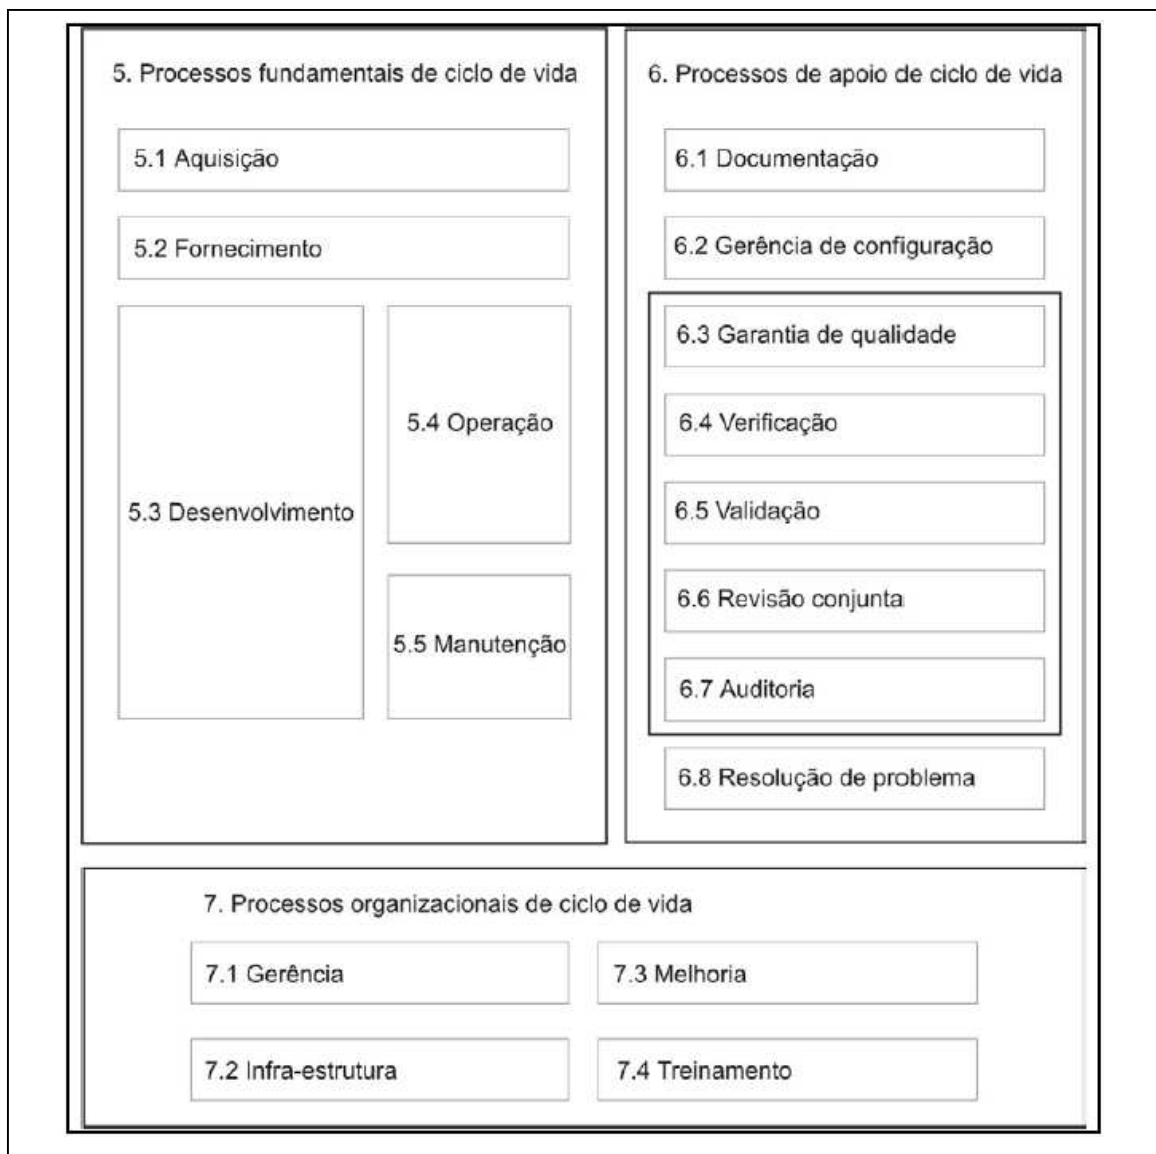 5. Processos fundamentais de ciclo de vida
5.1 Aquisição
5.2 Fornecimento
5.3 Desenvolvimento
5.4 Operação
5.5 Manutenção
6. Processos de apoio de ciclo de vida
6.1 Documentação
6.2 Gerência de configuração
6.3 Garantia de qualidade
6.4 Verificação
6.5 Validação
6.6 Revisão conjunta
6.7 Auditoria
6.8 Resolução de problema
7. Processos organizacionais de ciclo de vida
7.1 Gerência
7.2 Infra-estrutura
7.3 Melhoria
7.4 Treinamento